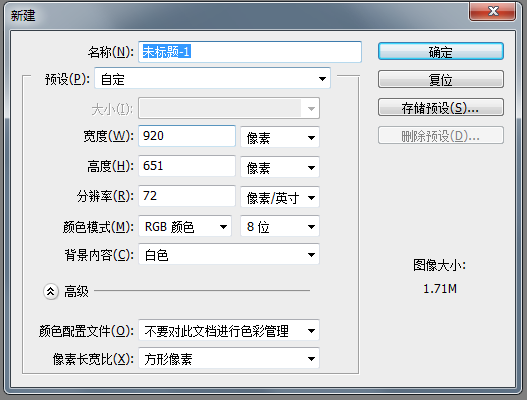 新建
名称(N): 未标题-1
确定
预设(P): 自定
复位
大小(I):
存储预设(S)...
宽度(W): 920 像素
删除预设(D)...
高度(H): 651 像素
分辨率(R): 72 像素/英寸
颜色模式(M): RGB 颜色 8 位
背景内容(C): 白色
图像大小:
1.71M
高级
颜色配置文件(O): 不要对此文档进行色彩管理
像素长宽比(X): 方形像素